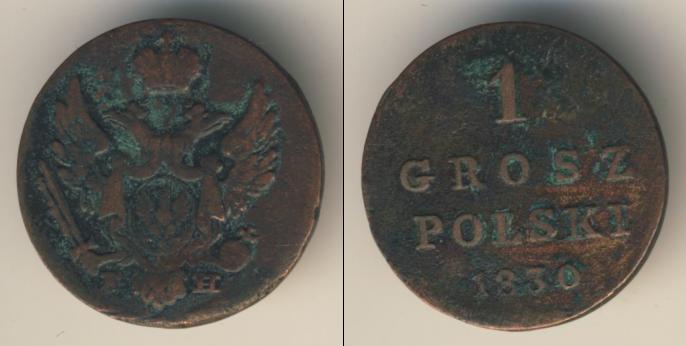 F H
1
GROSZ
POLSKI
1830